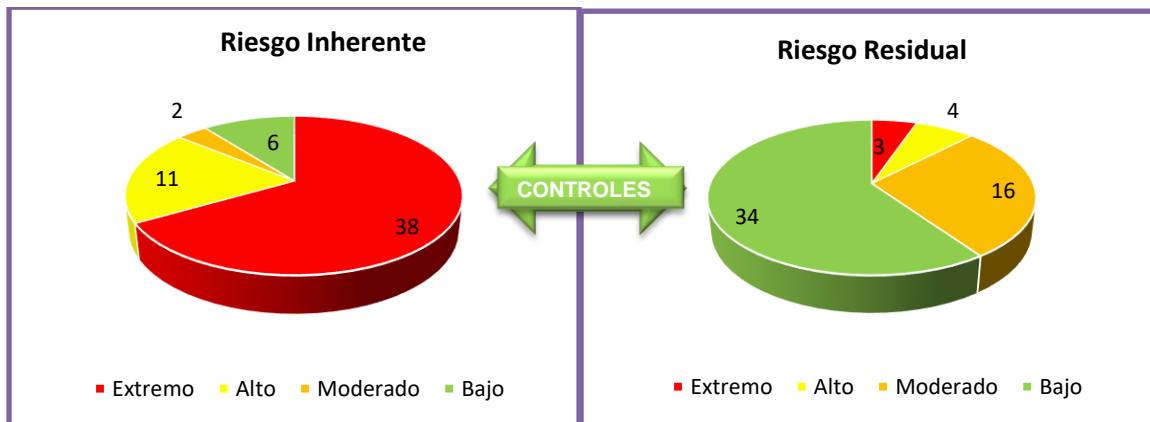 Riesgo Inherente
2
6
11
38
Extremo Alto Moderado Bajo
CONTROLES
Riesgo Residual
4
3
16
34
Extremo Alto Moderado Bajo